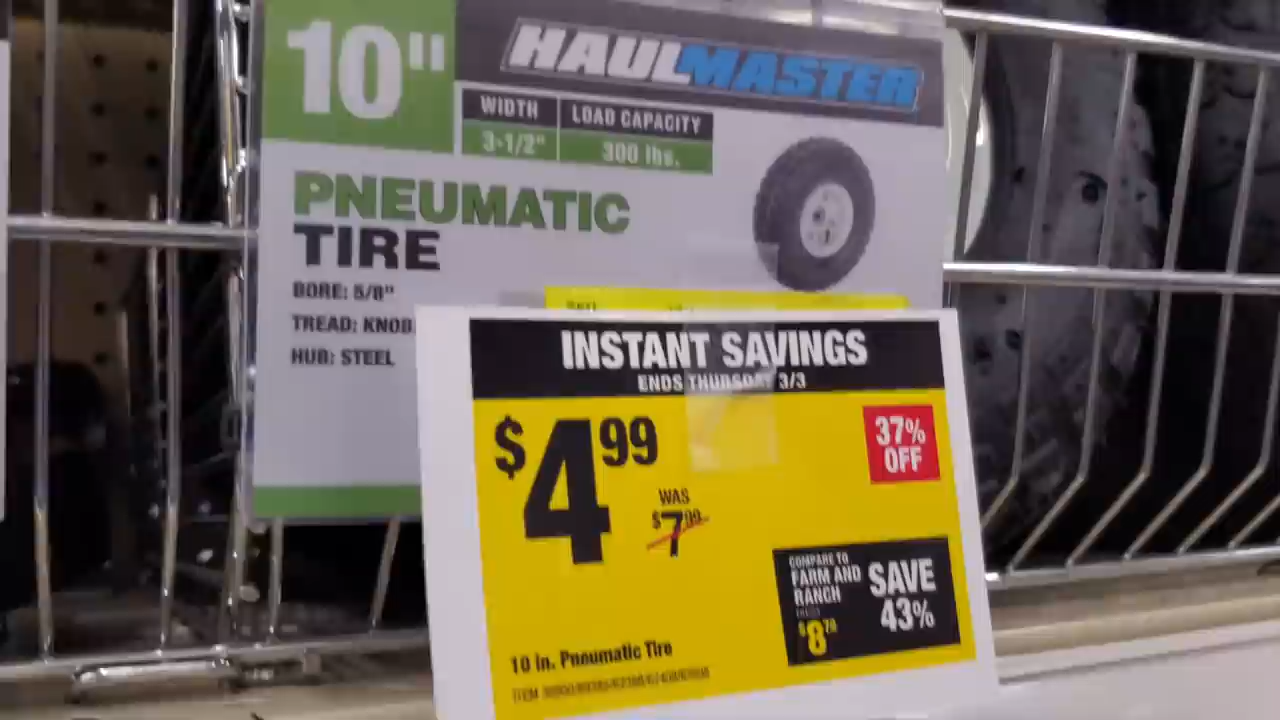 10"
HAULMASTER
WIDTH
LOAD CAPACITY
3-1/2"
300 lbs.
PNEUMATIC
TIRE
BORE: 5/8"
TREAD: KNOB
HUB: STEEL
INSTANT SAVINGS
ENDS THURSDAY 3/3
$4 99
37%
OFF
WAS
$7 99
COMPARE TO
FARM AND
RANCH
$8 79
SAVE
43%
10 in. Pneumatic Tire
ITEM